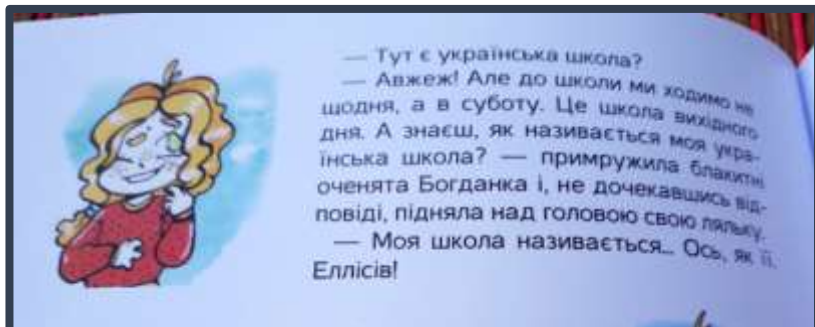 — Тут є українська школа?
— Авжеж! Але до школи ми ходимо не
щодня, а в суботу. Це школа вихідного
дня. А знаєш, як називається моя укра-
їнська школа? — примружила блакитні
оченята Богданка і, не дочекавшись від-
повіді, підняла над головою свою ляльку.
— Моя школа називається... Ось, як її.
Еллісів!